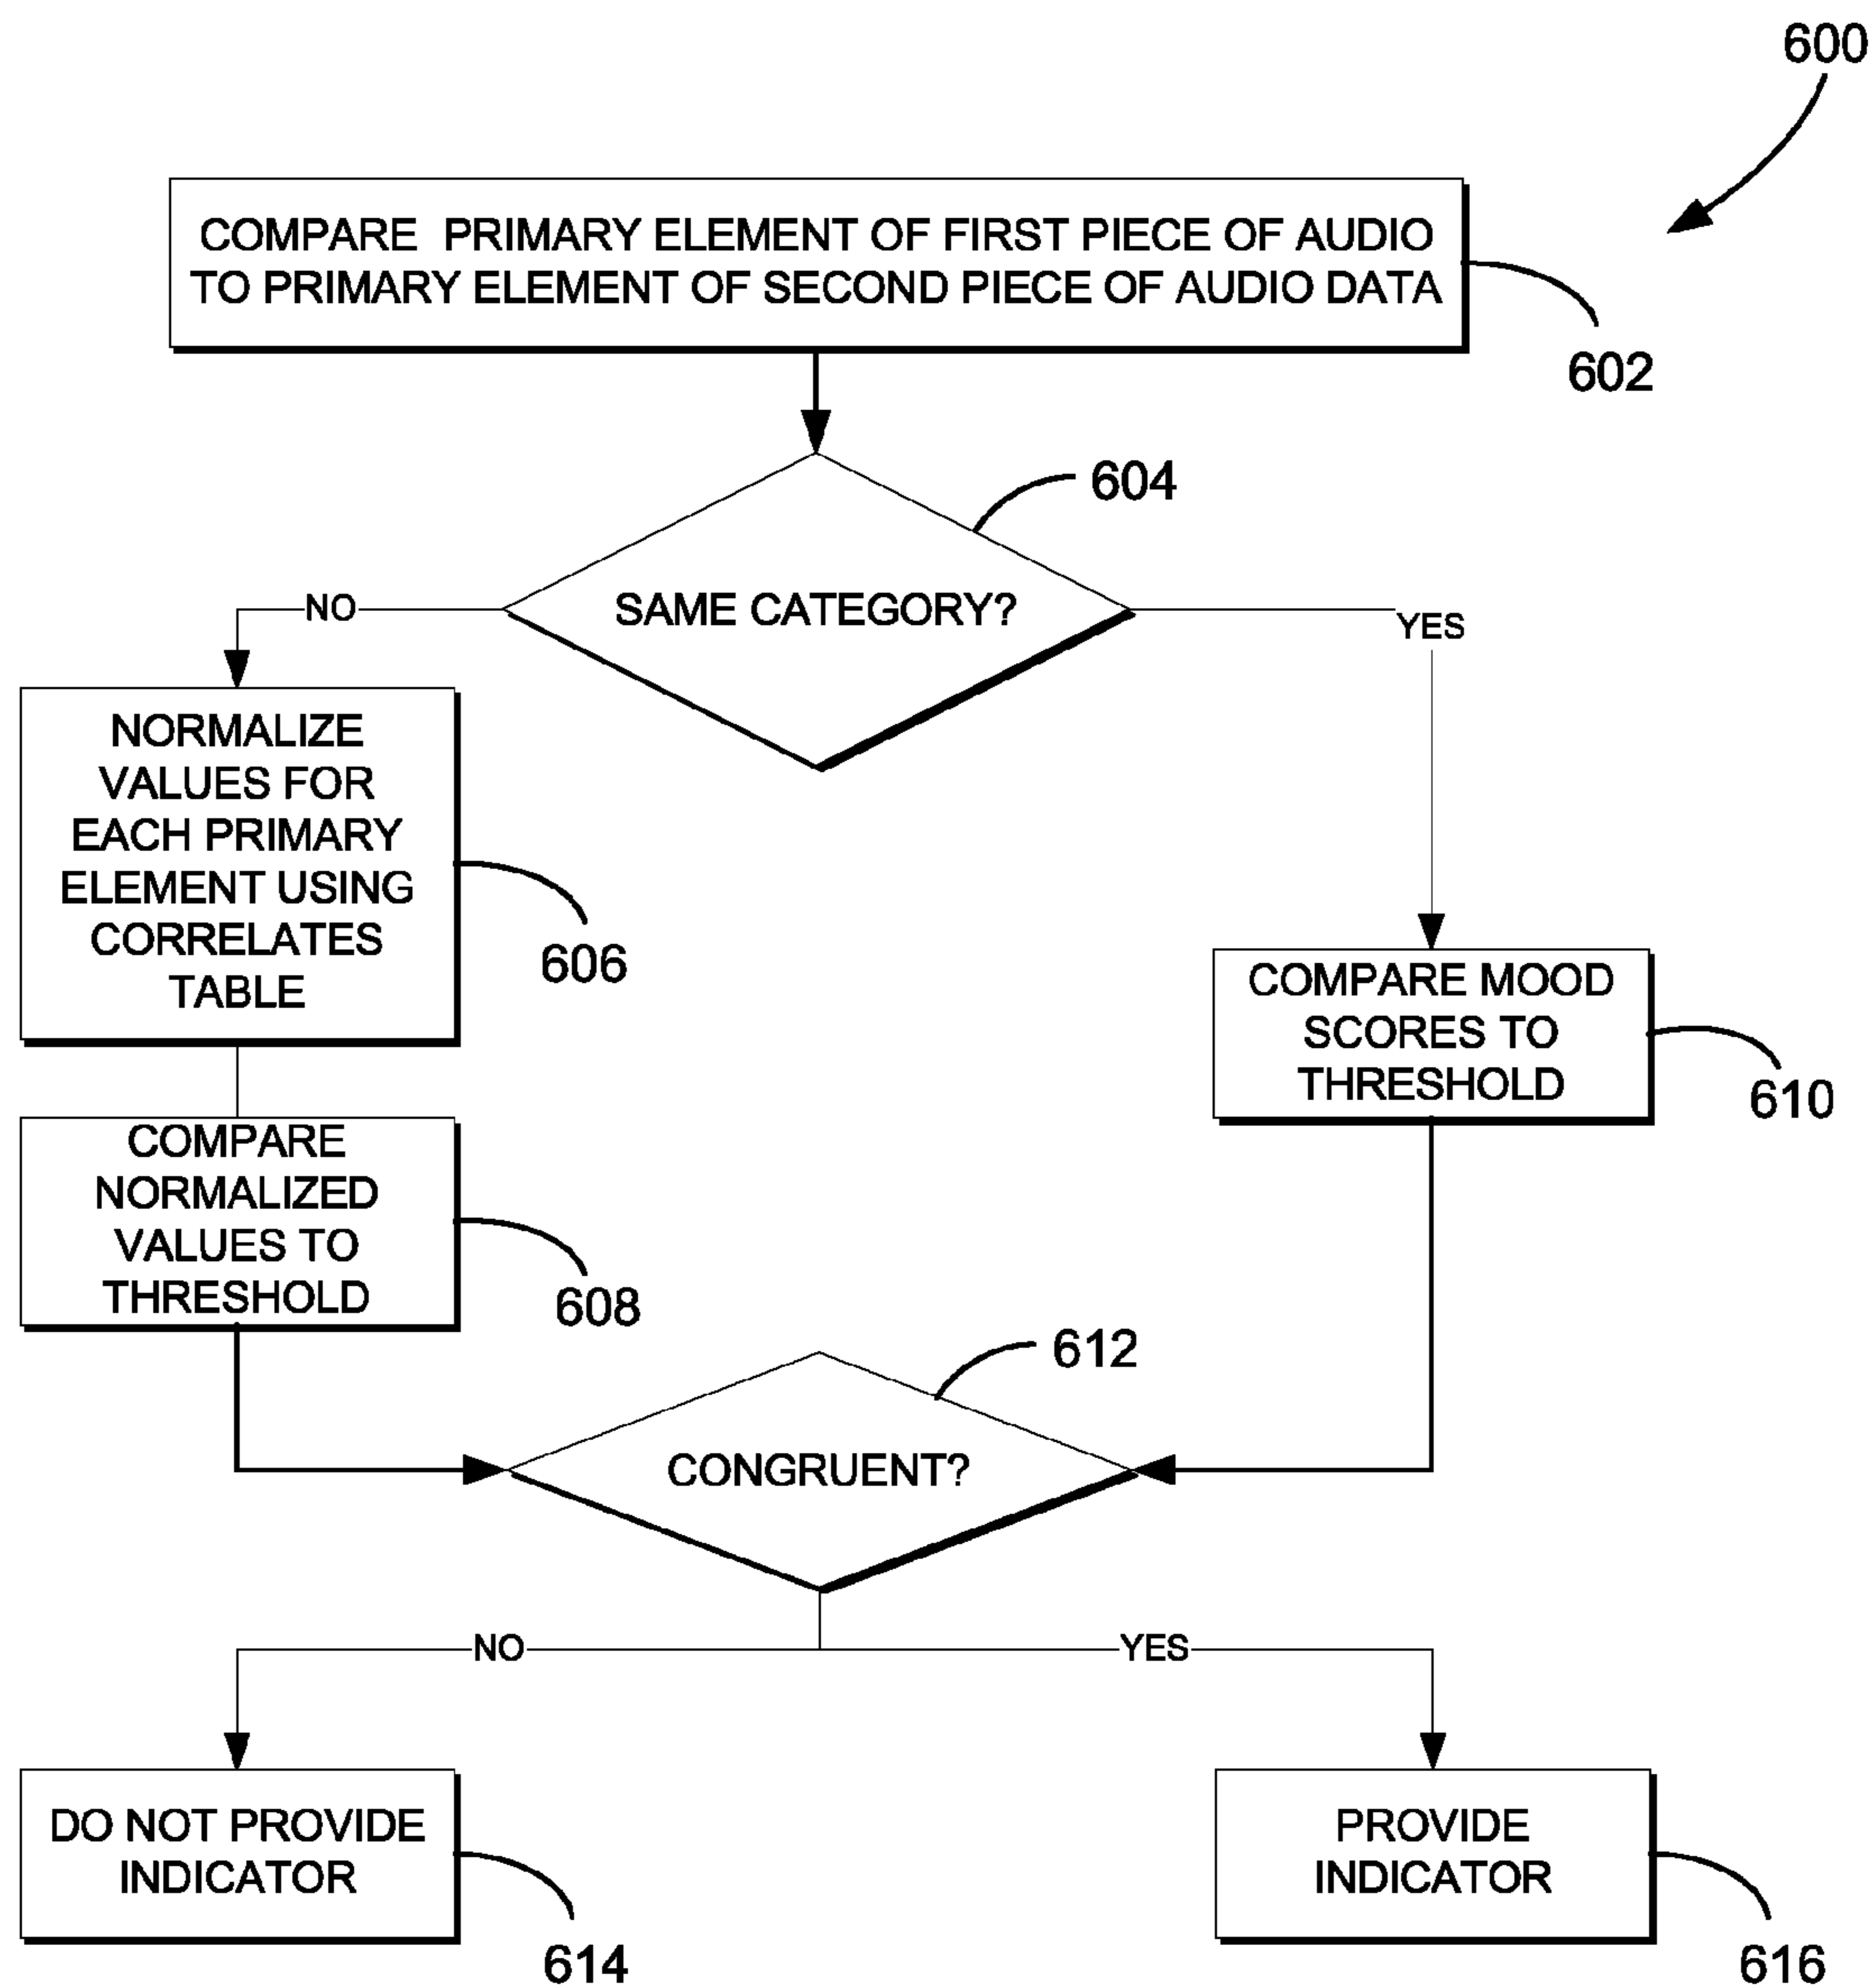 600
COMPARE PRIMARY ELEMENT OF FIRST PIECE OF AUDIO
TO PRIMARY ELEMENT OF SECOND PIECE OF AUDIO DATA
602
604
SAME CATEGORY?
NO
YES
NORMALIZE
VALUES FOR
EACH PRIMARY
ELEMENT USING
CORRELATES
TABLE
606
COMPARE MOOD
SCORES TO
THRESHOLD
610
COMPARE
NORMALIZED
VALUES TO
THRESHOLD
608
612
CONGRUENT?
NO
YES
DO NOT PROVIDE
INDICATOR
614
PROVIDE
INDICATOR
616